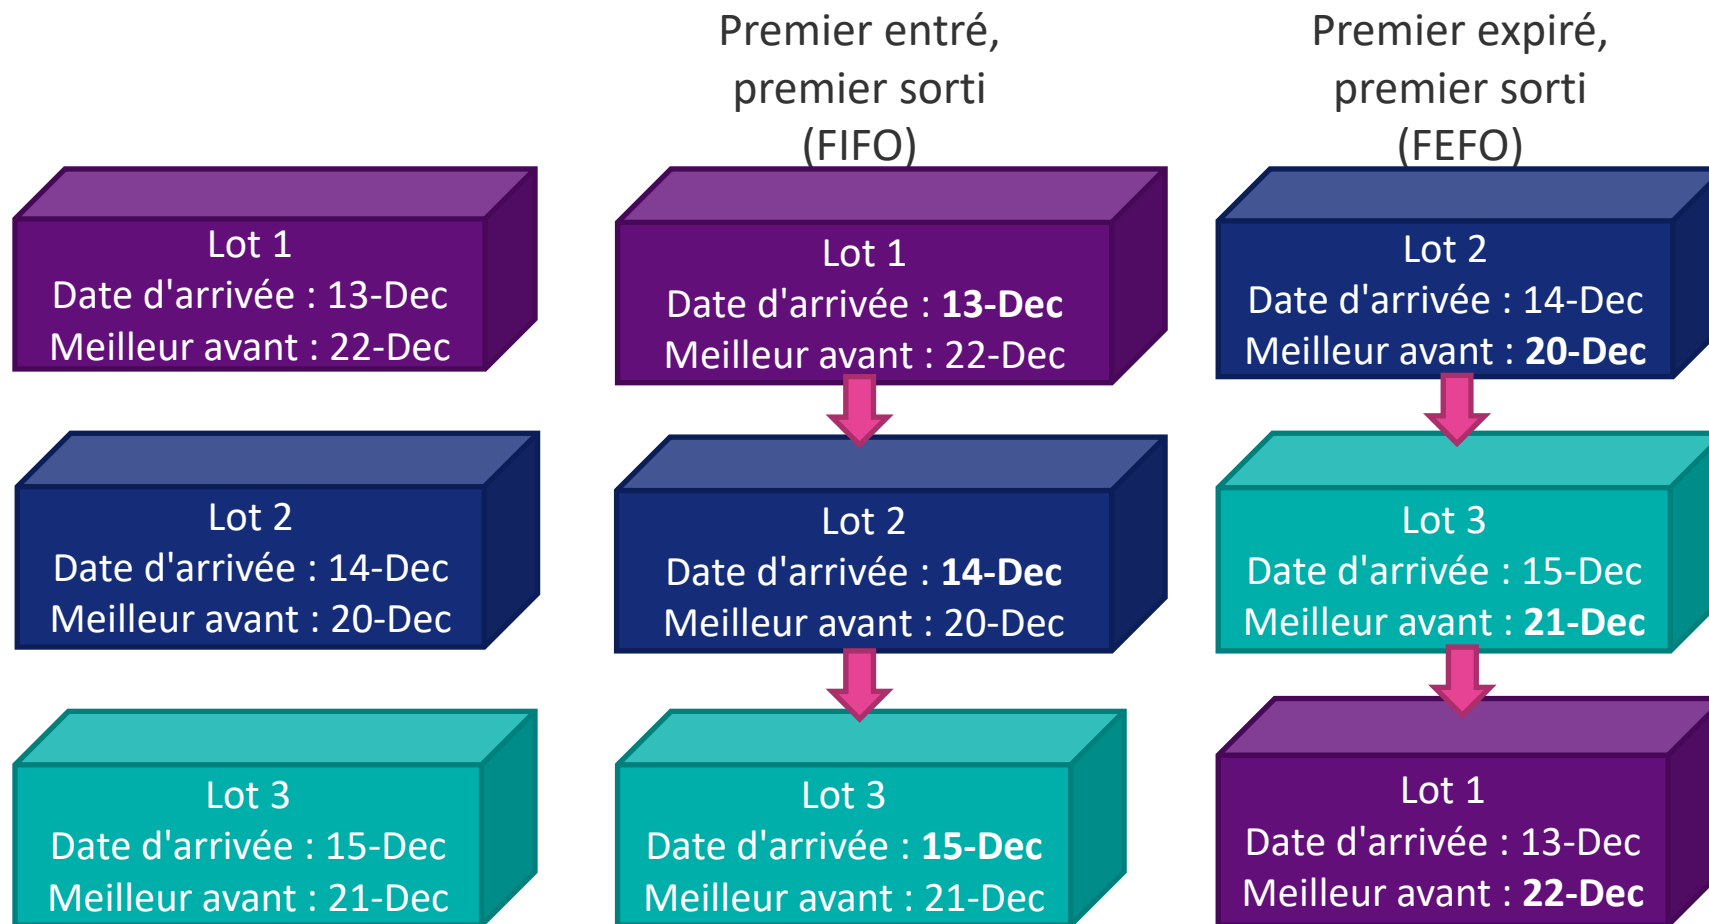 Premier entré,
premier sorti
(FIFO)
Premier expiré,
premier sorti
(FEFO)
Lot 1
Date d'arrivée : 13-Dec
Meilleur avant : 22-Dec
Lot 2
Date d'arrivée : 14-Dec
Meilleur avant : 20-Dec
Lot 3
Date d'arrivée : 15-Dec
Meilleur avant : 21-Dec
Lot 1
Date d'arrivée : 13-Dec
Meilleur avant : 22-Dec
Lot 2
Date d'arrivée : 14-Dec
Meilleur avant : 20-Dec
Lot 3
Date d'arrivée : 15-Dec
Meilleur avant : 21-Dec
Lot 2
Date d'arrivée : 14-Dec
Meilleur avant : 20-Dec
Lot 3
Date d'arrivée : 15-Dec
Meilleur avant : 21-Dec
Lot 1
Date d'arrivée : 13-Dec
Meilleur avant : 22-Dec